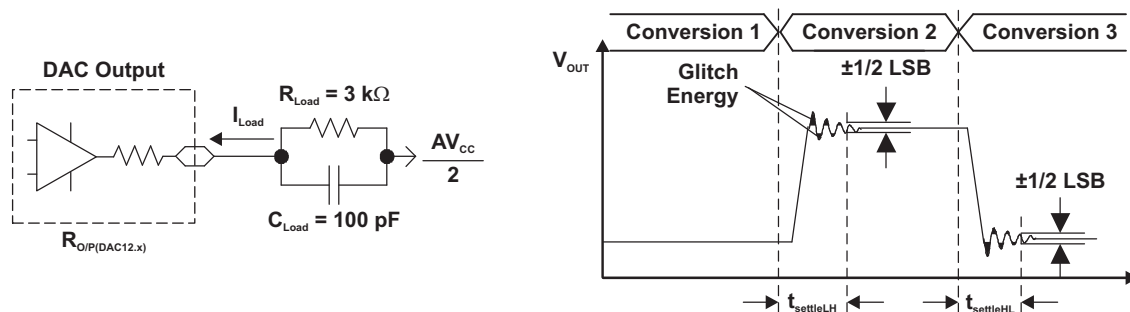 DAC Output
I_Load
R_Load = 3 kΩ
C_Load = 100 pF
AV_CC
2
R_O/P(DAC12.x)
Conversion 1
Conversion 2
Conversion 3
V_OUT
Glitch
Energy
±1/2 LSB
±1/2 LSB
t_settleLH
t_settleHL